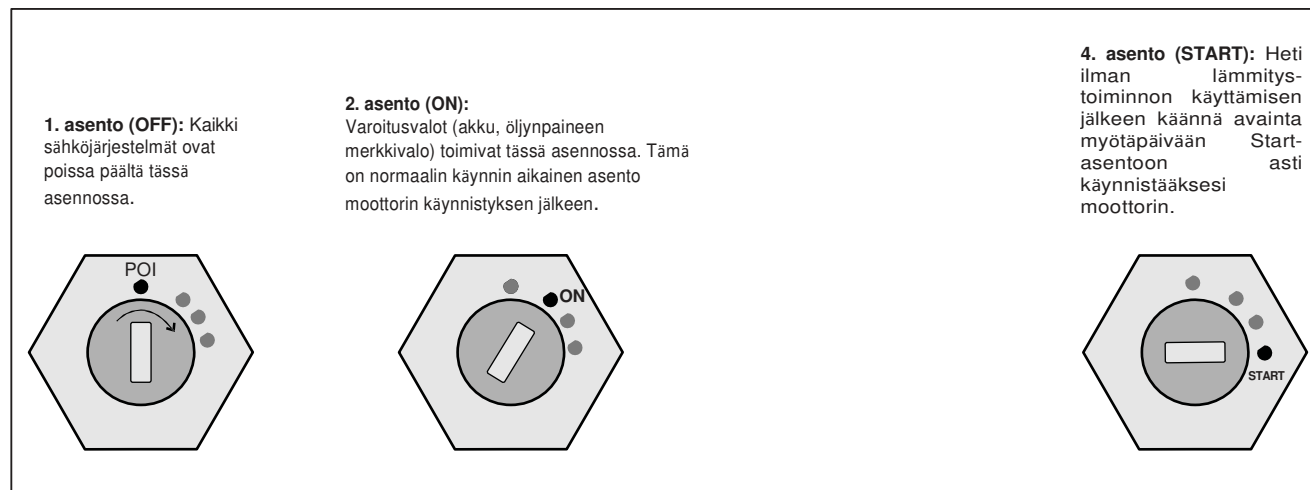 1. asento (OFF): Kaikki
sähköjärjestelmät ovat
poissa päältä tässä
asennossa.
2. asento (ON):
Varoitusvalot (akku, öljynpaineen
merkkivalo) toimivat tässä asennossa. Tämä
on normaalin käynnin aikainen asento
moottorin käynnistyksen jälkeen.
4. asento (START): Heti
ilman lämmitys-
toiminnon käyttämisen
jälkeen käännä avainta
myötäpäivään Start-
asentoon asti
käynnistääksesi
moottorin.
POI
ON
START